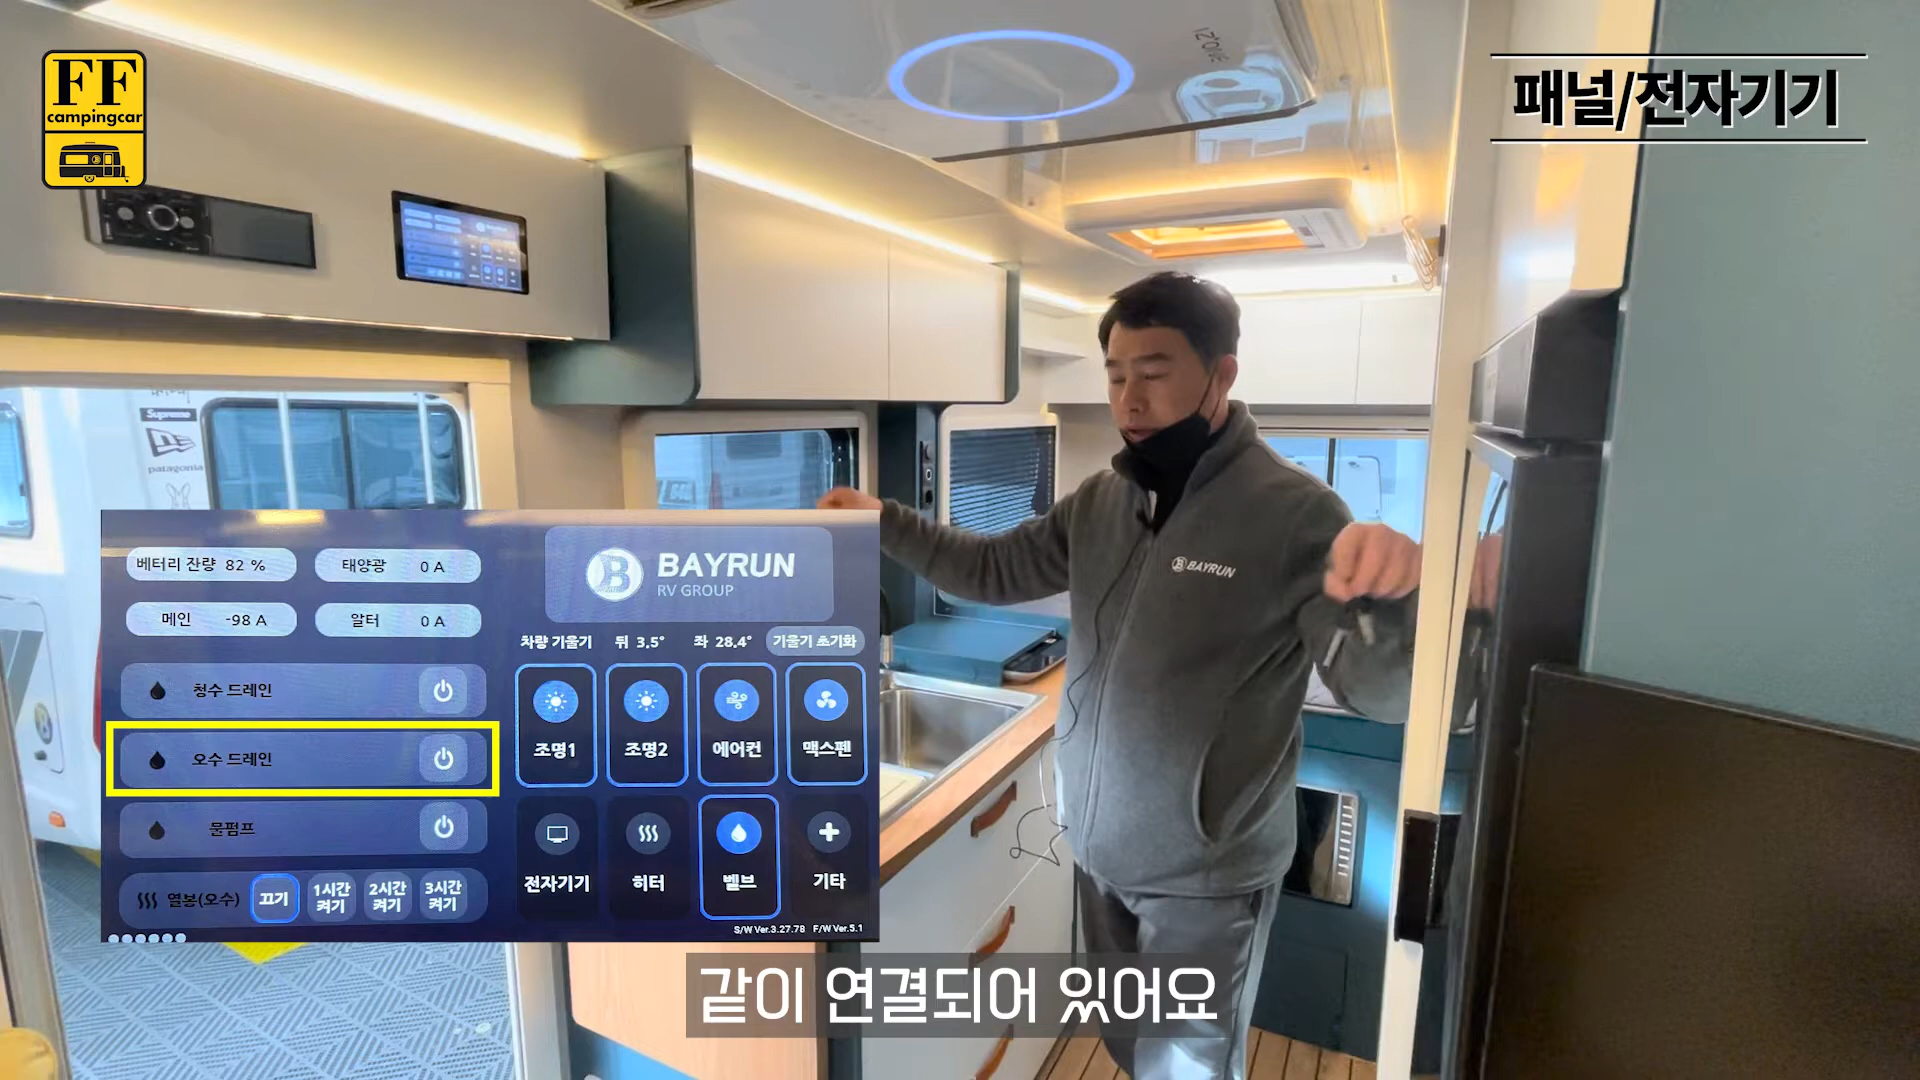 FF
campingcar
패널/전자기기
Supreme
patagonia
BAYRUN
베터리 잔량 82 %
태양광 0 A
메인 -98 A
알터 0 A
BAYRUN
RV GROUP
차량 기울기 뒤 3.5° 좌 28.4° 기울기 초기화
청수 드레인
오수 드레인
물펌프
열봉(오수) 끄기 1시간 켜기 2시간 켜기 3시간 켜기
조명1 조명2 에어컨 맥스펜
전자기기 히터 벨브 기타
S/W Ver.3.27.78 F/W Ver.5.1
같이 연결되어 있어요